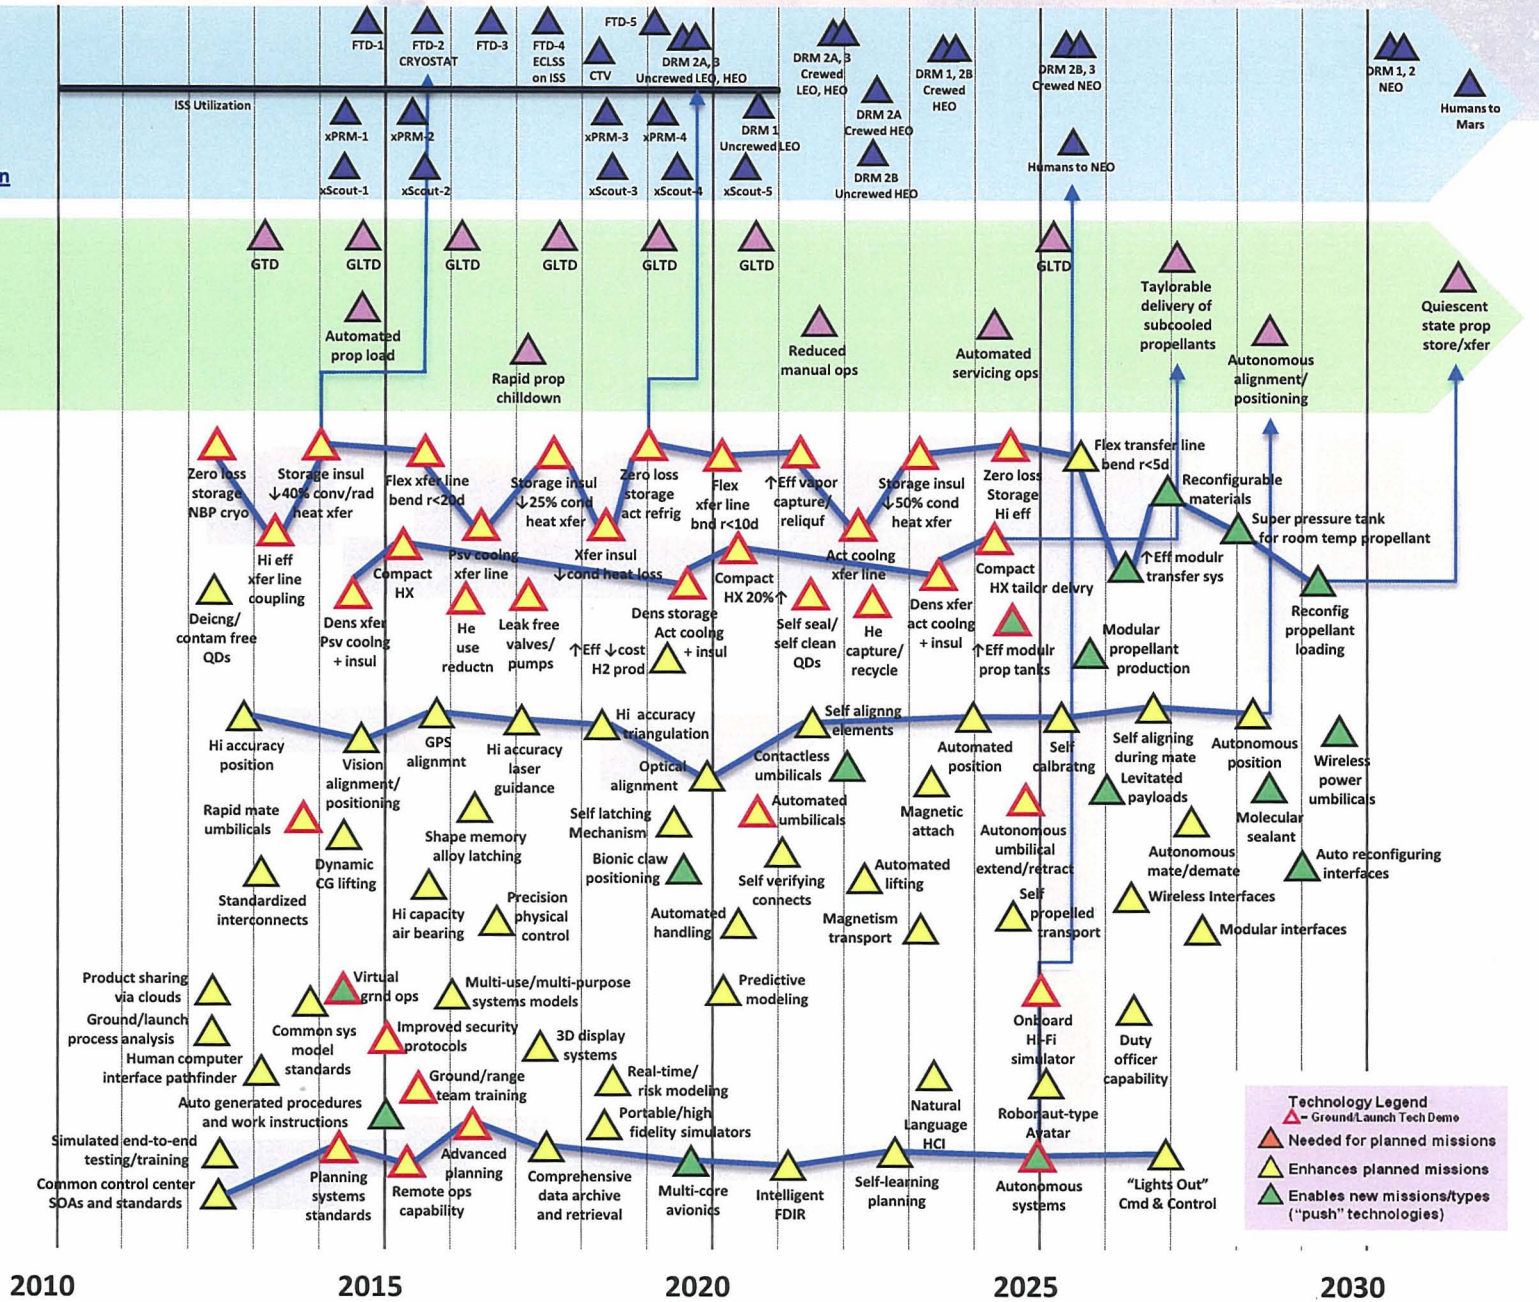 FTD-1
FTD-2
CRYOSTAT
FTD-3
FTD-4
ECLSS
on ISS
FTD-5
CTV
DRM 2A, 3
Uncrewed LEO, HEO
DRM 2A, 3
Crewed
LEO, HEO
DRM 1, 2B
Crewed
HEO
DRM 2B, 3
Crewed NEO
DRM 1, 2
NEO
Humans to
Mars
ISS Utilization
xPRM-1
xPRM-2
xPRM-3
xPRM-4
DRM 1
Uncrewed LEO
DRM 2A
Crewed HEO
n
xScout-1
xScout-2
xScout-3
xScout-4
xScout-5
DRM 2B
Uncrewed HEO
Humans to NEO
GTD
GLTD
GLTD
GLTD
GLTD
GLTD
GLTD
Automated
prop load
Rapid prop
chilldown
Reduced
manual ops
Automated
servicing ops
Taylorable
delivery of
subcooled
propellants
Autonomous
alignment/
positioning
Quiescent
state prop
store/xfer
Zero loss
storage
NBP cryo
Storage insul
↓40% conv/rad
heat xfer
Flex xfer line
bend r<20d
Storage insul
↓25% cond
heat xfer
Zero loss
storage
act refrig
Flex
xfer line
bnd r<10d
↑Eff vapor
capture/
reliquf
Storage insul
↓50% cond
heat xfer
Zero loss
Storage
Hi eff
Flex transfer line
bend r<5d
Reconfigurable
materials
Super pressure tank
for room temp propellant
Hi eff
xfer line
coupling
Compact
HX
Psv coolng
xfer line
Xfer insul
↓cond heat loss
Compact
HX 20%↑
Act coolng
xfer line
Compact
HX tailor delvry
↑Eff modulr
transfer sys
Deicng/
contam free
QDs
Dens xfer
Psv coolng
+ insul
He
use
reductn
Leak free
valves/
pumps
↑Eff ↓cost
H2 prod
Dens storage
Act coolng
+ insul
Self seal/
self clean
QDs
He
capture/
recycle
Dens xfer
act coolng
+ insul
↑Eff modulr
prop tanks
Modular
propellant
production
Reconfig
propellant
loading
Hi accuracy
position
Vision
alignment/
positioning
GPS
alignmnt
Hi accuracy
laser
guidance
Hi accuracy
triangulation
Optical
alignment
Self alignng
elements
Contactless
umbilicals
Automated
position
Self
calbratng
Self aligning
during mate
Autonomous
position
Wireless
power
umbilicals
Rapid mate
umbilicals
Dynamic
CG lifting
Shape memory
alloy latching
Self latching
Mechanism
Automated
umbilicals
Magnetic
attach
Autonomous
umbilical
extend/retract
Levitated
payloads
Molecular
sealant
Standardized
interconnects
Hi capacity
air bearing
Precision
physical
control
Bionic claw
positioning
Automated
handling
Self verifying
connects
Automated
lifting
Magnetism
transport
Self
propelled
transport
Autonomous
mate/demate
Auto reconfiguring
interfaces
Wireless Interfaces
Modular interfaces
Product sharing
via clouds
Ground/launch
process analysis
Human computer
interface pathfinder
Common sys
model
standards
Virtual
grnd ops
Improved security
protocols
Multi-use/multi-purpose
systems models
3D display
systems
Predictive
modeling
Onboard
Hi-Fi
simulator
Duty
officer
capability
Auto generated procedures
and work instructions
Ground/range
team training
Real-time/
risk modeling
Portable/high
fidelity simulators
Natural
Language
HCI
Robonaut-type
Avatar
Simulated end-to-end
testing/training
Common control center
SOAs and standards
Planning
systems
standards
Remote ops
capability
Advanced
planning
Comprehensive
data archive
and retrieval
Multi-core
avionics
Intelligent
FDIR
Self-learning
planning
Autonomous
systems
"Lights Out"
Cmd & Control
Technology Legend
- Ground/Launch Tech Demo
Needed for planned missions
Enhances planned missions
Enables new missions/types
("push" technologies)
2010
2015
2020
2025
2030